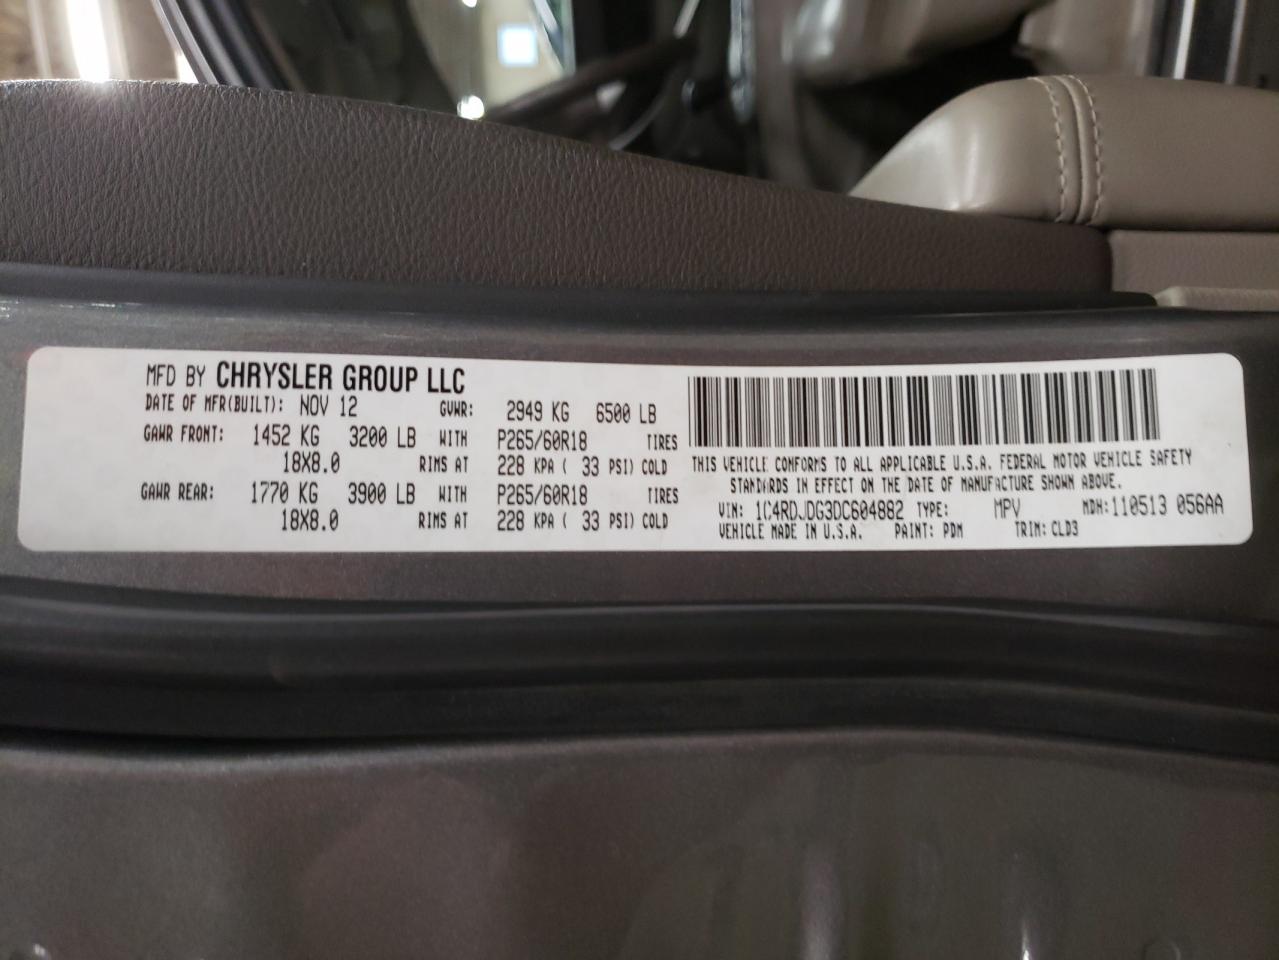 MFD BY CHRYSLER GROUP LLC
DATE OF MFR(BUILT): NOV 12 GVWR: 2949 KG 6500 LB
GAWR FRONT: 1452 KG 3200 LB WITH P265/60R18 TIRES
18X8.0 RIMS AT 228 KPA ( 33 PSI) COLD
GAWR REAR: 1770 KG 3900 LB WITH P265/60R18 TIRES
18X8.0 RIMS AT 228 KPA ( 33 PSI) COLD
THIS VEHICLE CONFORMS TO ALL APPLICABLE U.S.A. FEDERAL MOTOR VEHICLE SAFETY
STANDARDS IN EFFECT ON THE DATE OF MANUFACTURE SHOWN ABOVE.
VIN: 1C4RDJDG3DC604882 TYPE: MPV MDH:110513 056AA
VEHICLE MADE IN U.S.A. PAINT: PDM TRIM: CLD3